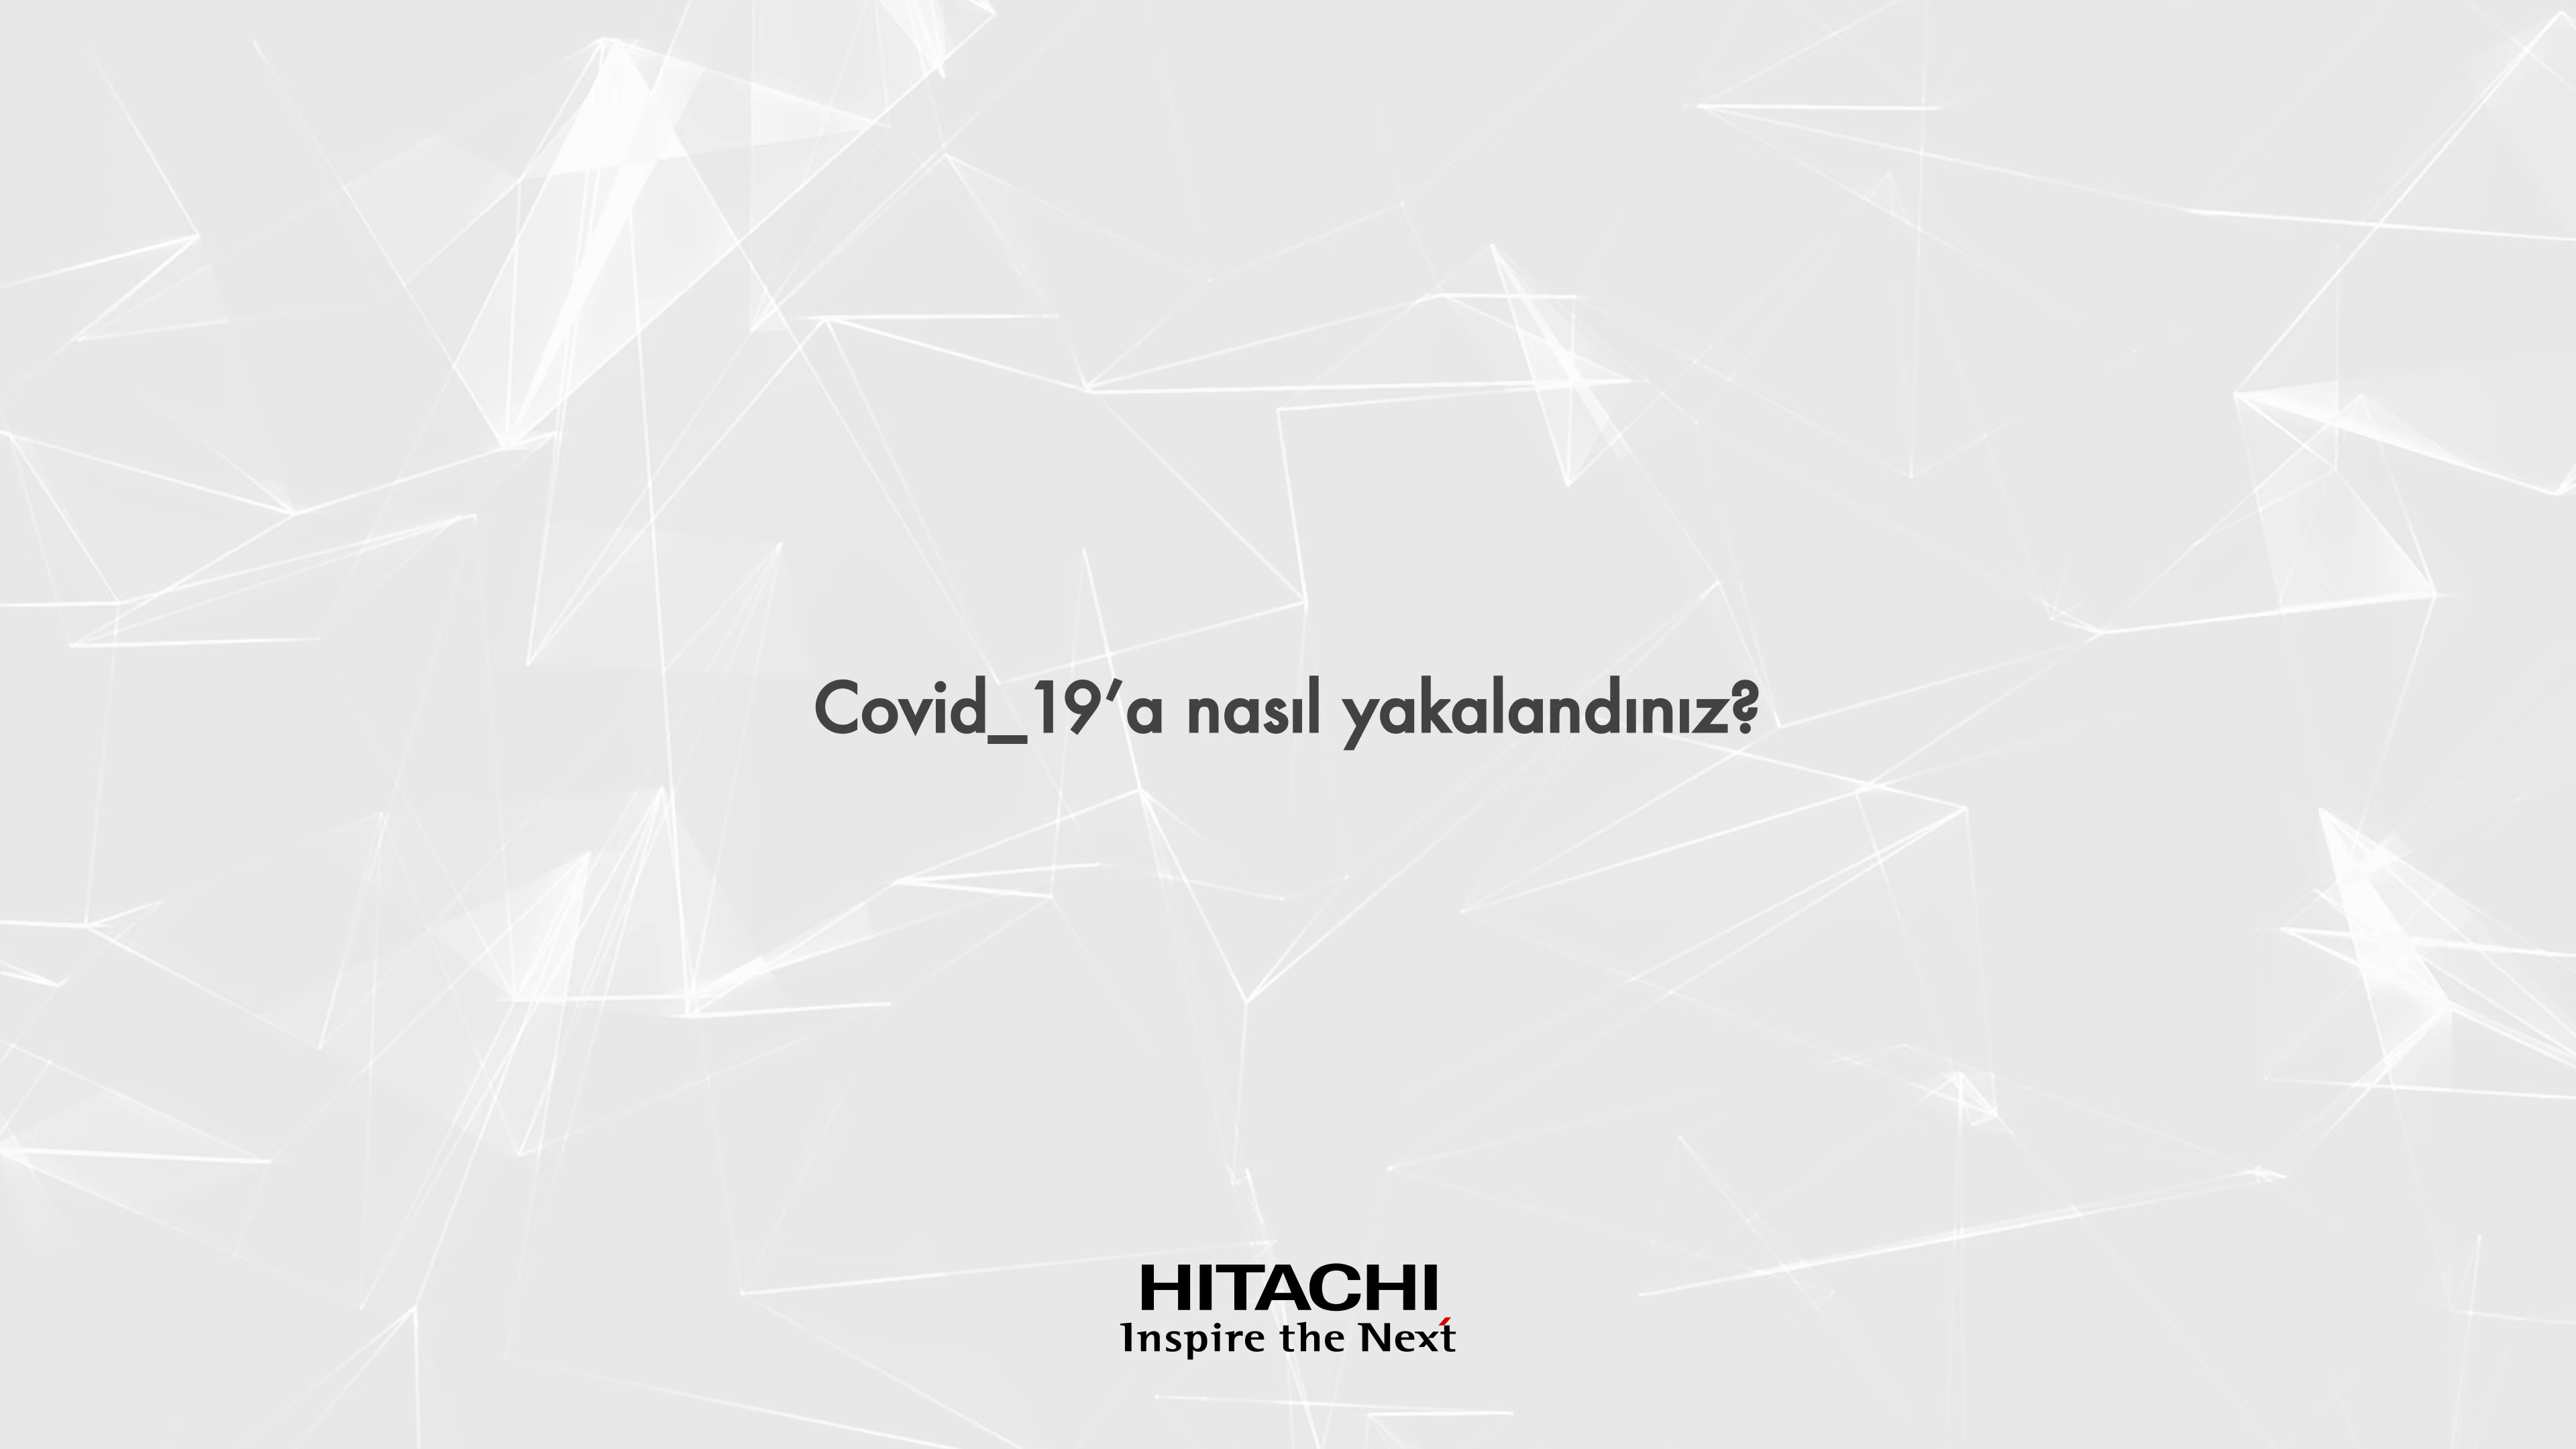 Covid_19’a nasıl yakalandınız?
HITACHI
Inspire the Next